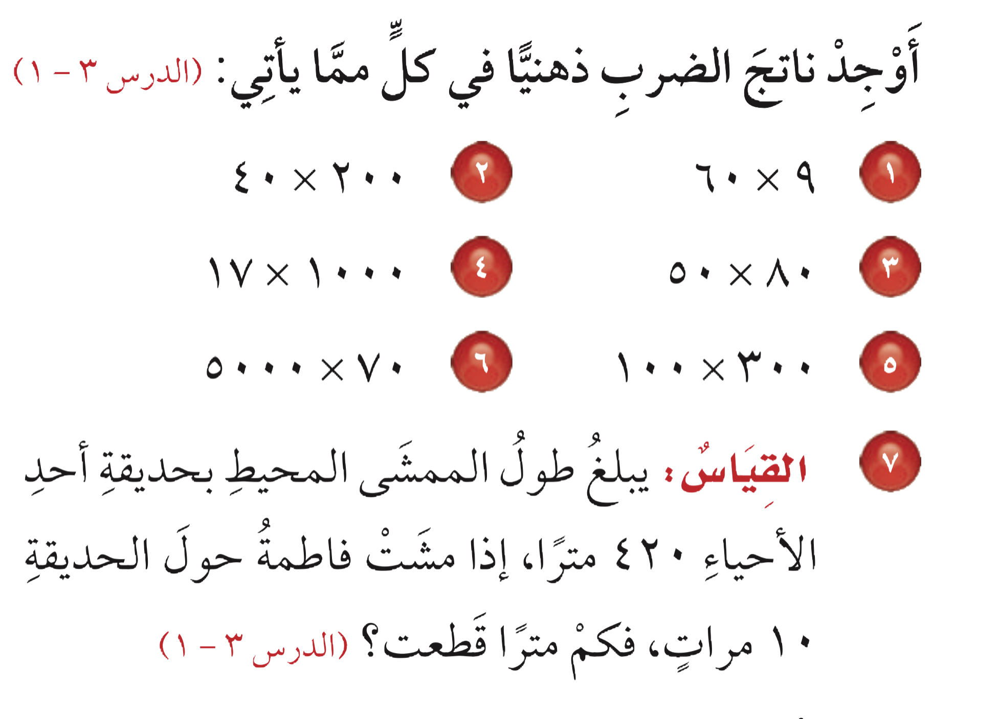 أَوْجِدْ ناتجَ الضربِ ذهنيًّا في كلٍّ ممَّا يأتِي: (الدرس ٣ – ١)
١ ٩ × ٦٠ ٢ ٢٠٠ × ٤٠
٣ ٨٠ × ٥٠ ٤ ١٠٠٠ × ١٧
٥ ٣٠٠ × ١٠٠ ٦ ٧٠ × ٥٠٠٠
٧ القِيَاسُ: يبلغُ طولُ الممشَى المحيطِ بحديقةِ أحدِ
الأحياءِ ٤٢٠ مترًا، إذا مشَتْ فاطمةُ حولَ الحديقةِ
١٠ مراتٍ، فكمْ مترًا قَطعت؟ (الدرس ٣ – ١)